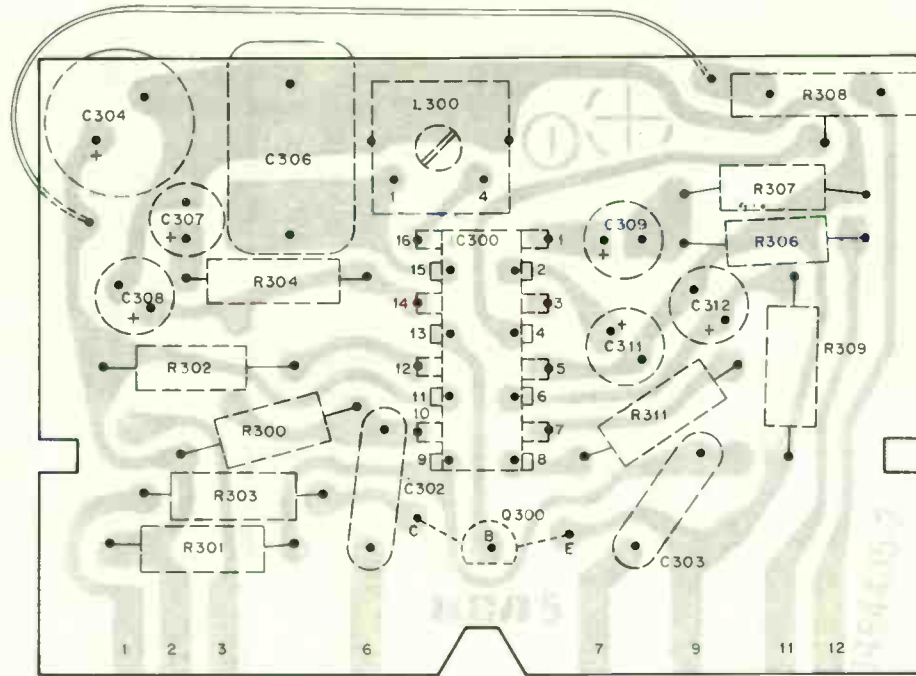 L300
R308
C304
+
C306
R307
1
4
C307
+
16
IC300
1
C309
+
R306
15
2
R304
C308
+
14
3
C312
+
13
4
+
C311
R309
R302
12
5
11
6
R311
R300
10
7
9
8
C302
R303
C
Q300
B
E
R301
C303
1
2
3
6
7
9
11
12